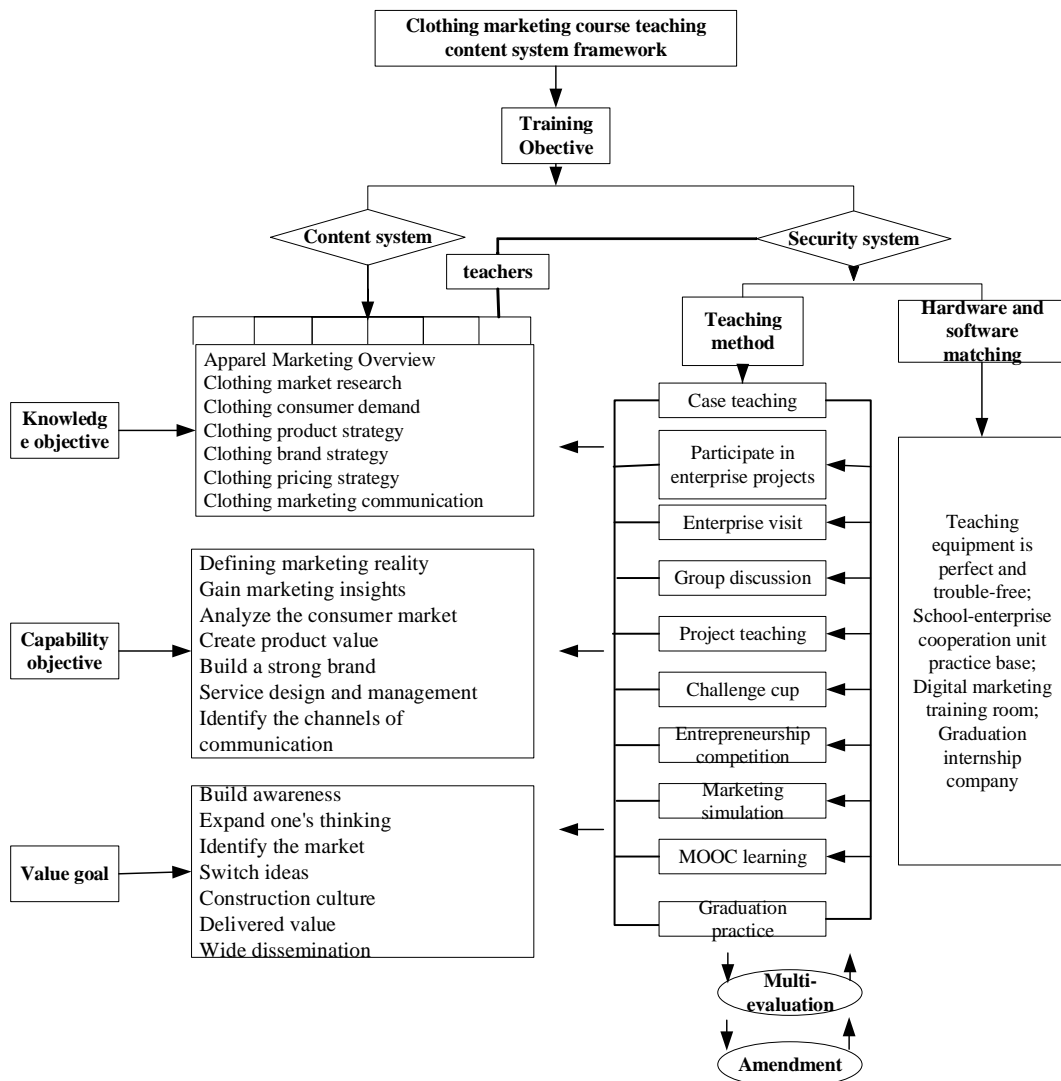 Clothing marketing course teaching
content system framework
Training
Obective
Content system
Security system
teachers
Teaching
method
Hardware and
software
matching
Knowledg
e objective
Apparel Marketing Overview
Clothing market research
Clothing consumer demand
Clothing product strategy
Clothing brand strategy
Clothing pricing strategy
Clothing marketing communication
Capability
objective
Defining marketing reality
Gain marketing insights
Analyze the consumer market
Create product value
Build a strong brand
Service design and management
Identify the channels of
communication
Value goal
Build awareness
Expand one's thinking
Identify the market
Switch ideas
Construction culture
Delivered value
Wide dissemination
Case teaching
Participate in
enterprise projects
Enterprise visit
Group discussion
Project teaching
Challenge cup
Entrepreneurship
competition
Marketing
simulation
MOOC learning
Graduation
practice
Teaching
equipment is
perfect and
trouble-free;
School-enterprise
cooperation unit
practice base;
Digital marketing
training room;
Graduation
internship
company
Multi-
evaluation
Amendment